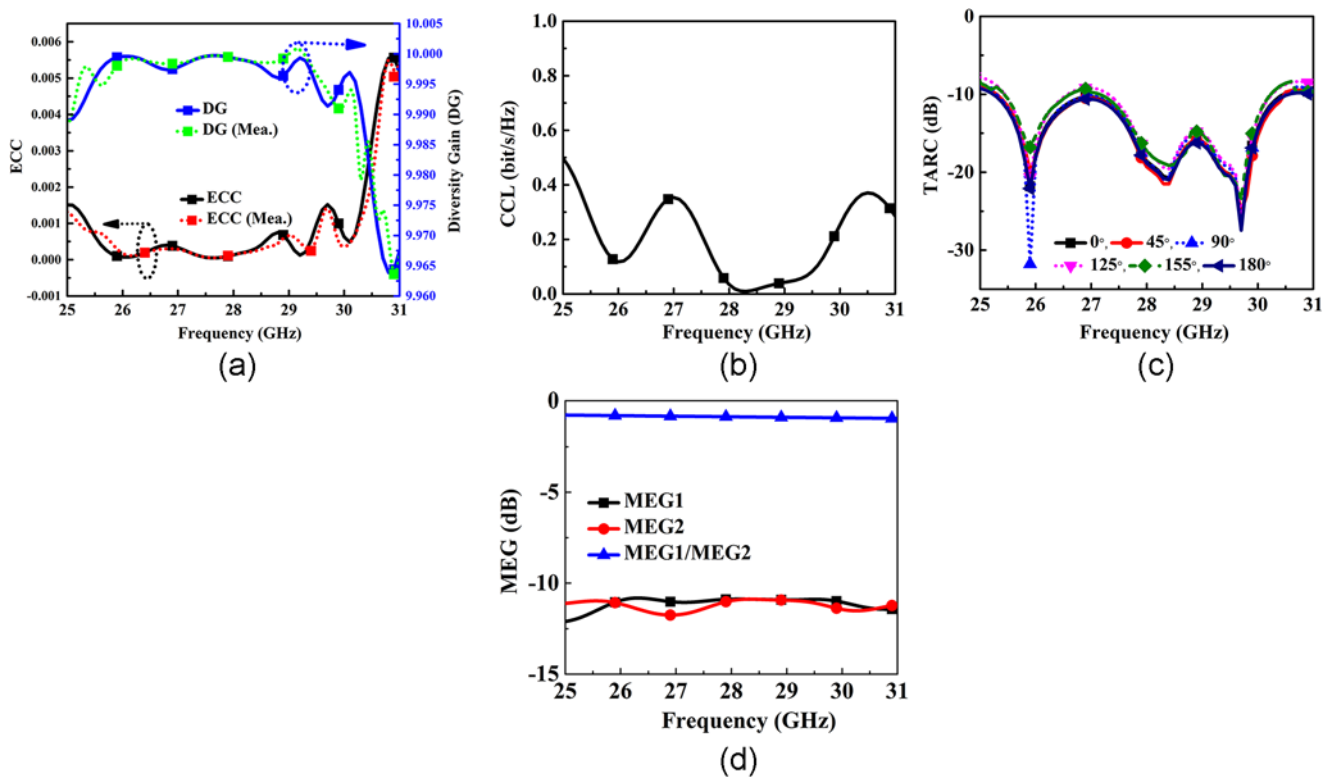 0.006
0.005
0.004
0.003
0.002
0.001
0.000
-0.001
ECC
DG
DG (Mea.)
ECC
ECC (Mea.)
10.005
10.000
9.995
9.990
9.985
9.980
9.975
9.970
9.965
9.960
Diversity Gain (DG)
25 26 27 28 29 30 31
Frequency (GHz)
(a)
1.0
0.8
0.6
0.4
0.2
0.0
CCL (bit/s/Hz)
25 26 27 28 29 30 31
Frequency (GHz)
(b)
0
-10
-20
-30
TARC (dB)
0°, 45°, 90°
125°, 155°, 180°
25 26 27 28 29 30 31
Frequency (GHz)
(c)
0
-5
-10
-15
MEG (dB)
MEG1
MEG2
MEG1/MEG2
25 26 27 28 29 30 31
Frequency (GHz)
(d)